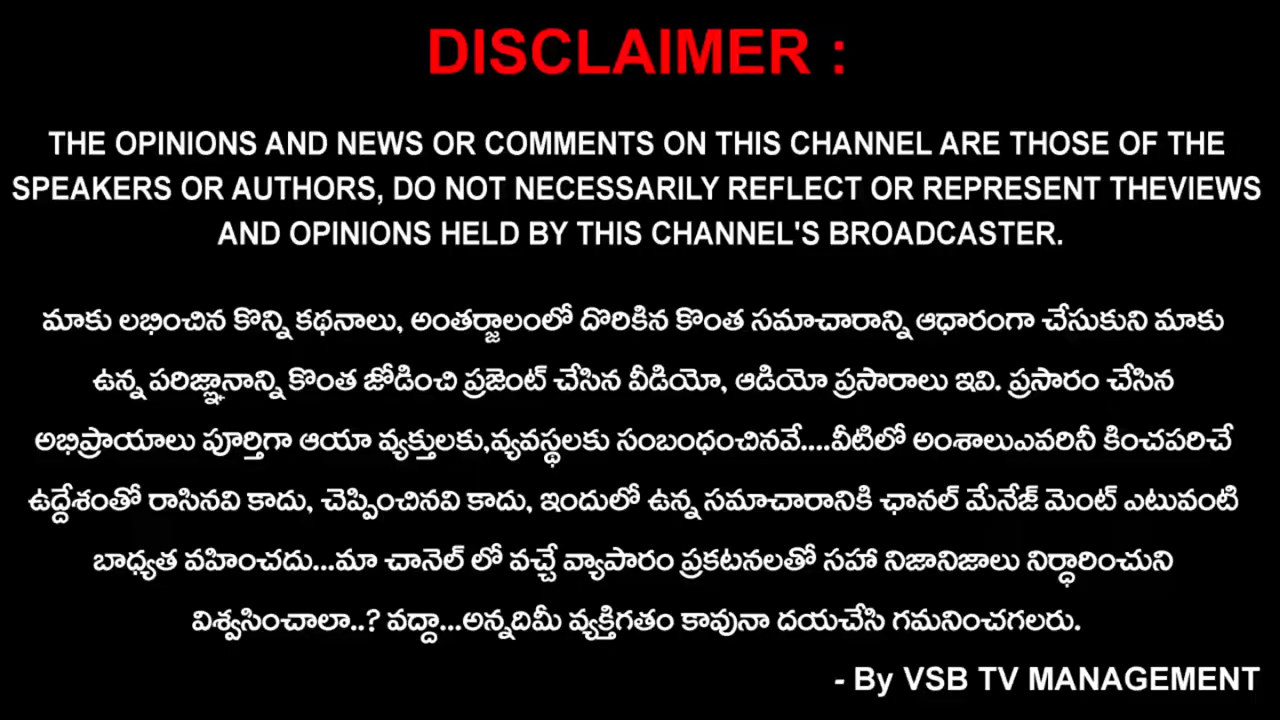 DISCLAIMER :
THE OPINIONS AND NEWS OR COMMENTS ON THIS CHANNEL ARE THOSE OF THE
SPEAKERS OR AUTHORS, DO NOT NECESSARILY REFLECT OR REPRESENT THEVIEWS
AND OPINIONS HELD BY THIS CHANNEL'S BROADCASTER.
మాకు లభించిన కొన్ని కథనాలు, అంతర్జాలంలో దొరికిన కొంత సమాచారాన్ని ఆధారంగా చేసుకుని మాకు
ఉన్న పరిజ్ఞానాన్ని కొంత జోడించి ప్రజెంట్ చేసిన వీడియో, ఆడియో ప్రసారాలు ఇవి. ప్రసారం చేసిన
అభిప్రాయాలు పూర్తిగా ఆయా వ్యక్తులకు,వ్యవస్థలకు సంబంధించినవే....వీటిలో అంశాలుఎవరినీ కించపరిచే
ఉద్దేశంతో రాసినవి కాదు, చెప్పించినవి కాదు, ఇందులో ఉన్న సమాచారానికి ఛానల్ మేనేజ్ మెంట్ ఎటువంటి
బాధ్యత వహించదు...మా చానెల్ లో వచ్చే వ్యాపారం ప్రకటనలతో సహా నిజానిజాలు నిర్ధారించుని
విశ్వసించాలా..? వద్దా...అన్నదిమీ వ్యక్తిగతం కావునా దయచేసి గమనించగలరు.
- By VSB TV MANAGEMENT